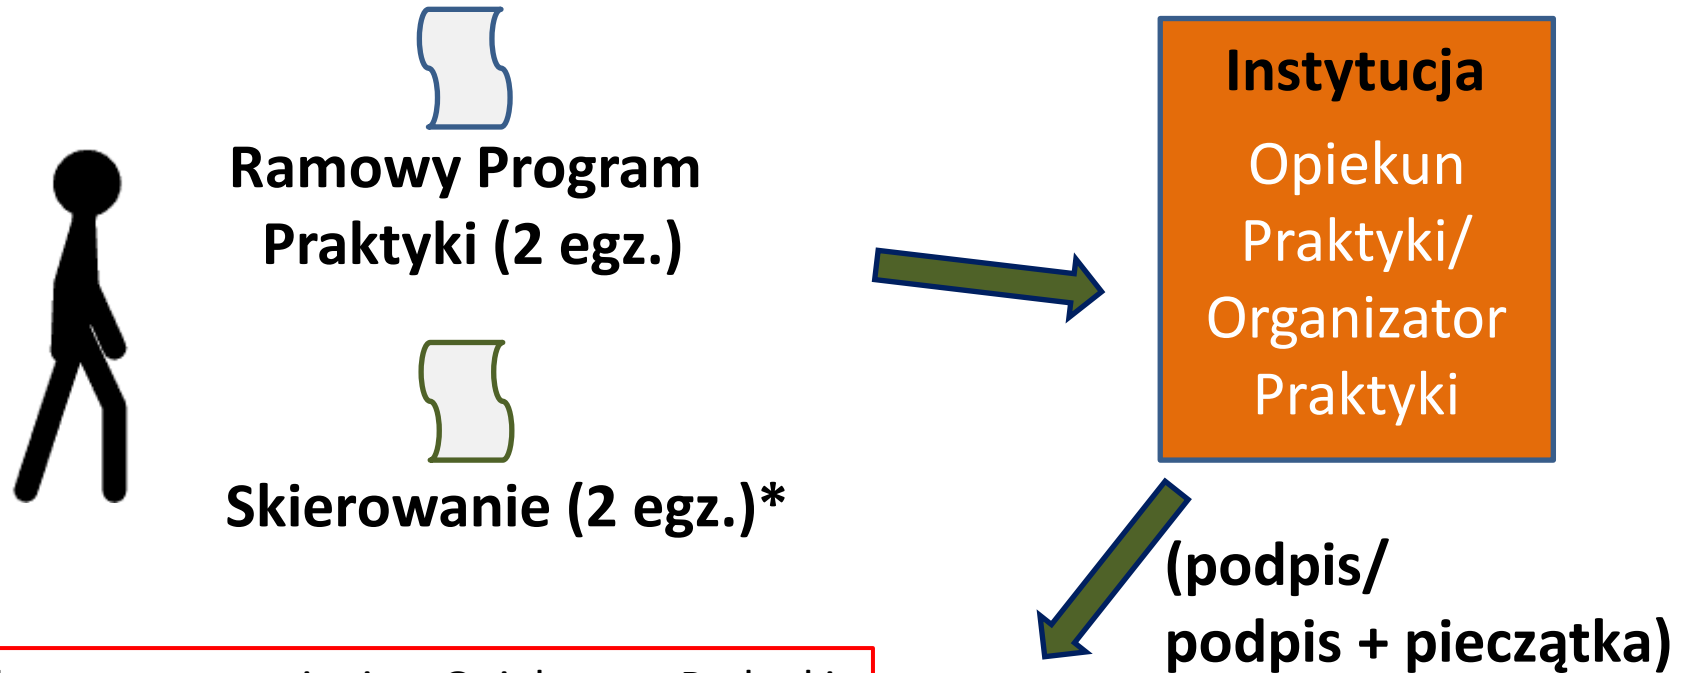 Ramowy Program
Praktyki (2 egz.)
Skierowanie (2 egz.)*
Instytucja
Opiekun
Praktyki/
Organizator
Praktyki
(podpis/
podpis + pieczątka)